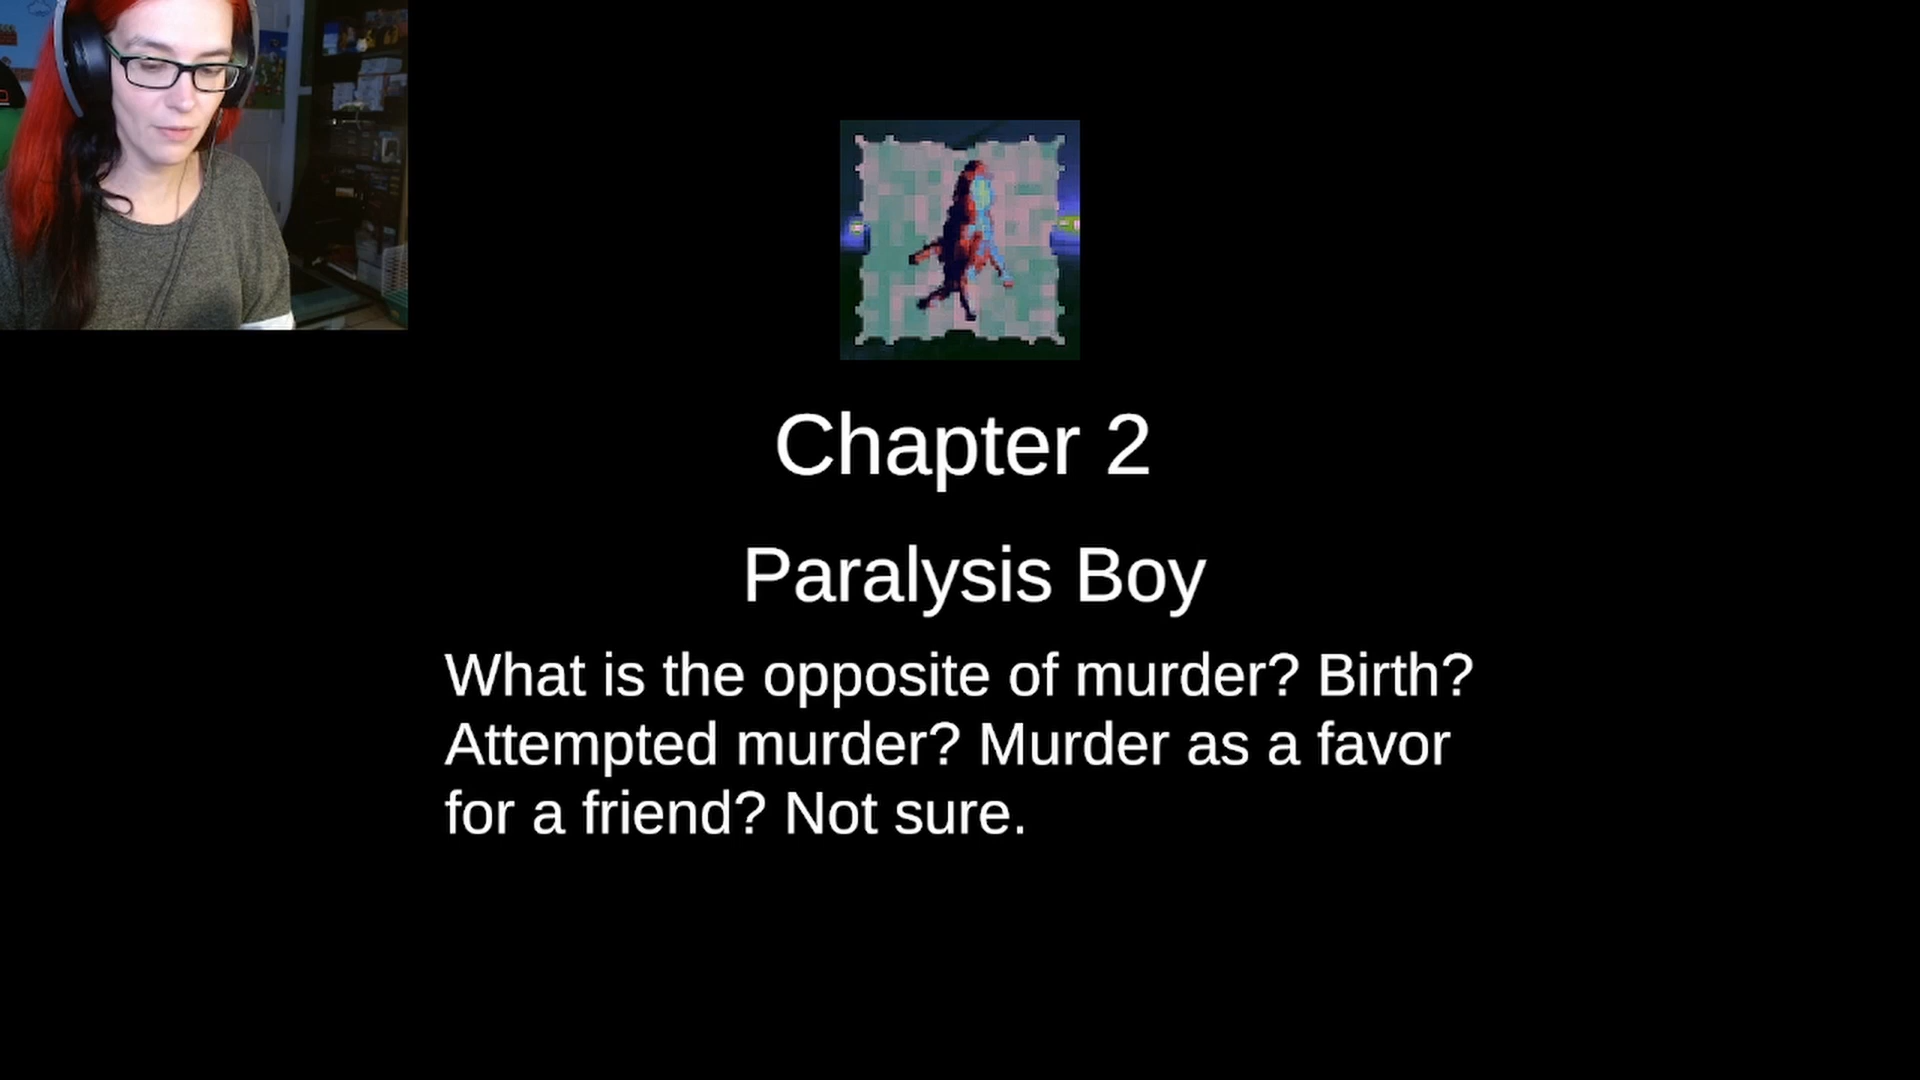 Chapter 2
Paralysis Boy
What is the opposite of murder? Birth?
Attempted murder? Murder as a favor
for a friend? Not sure.